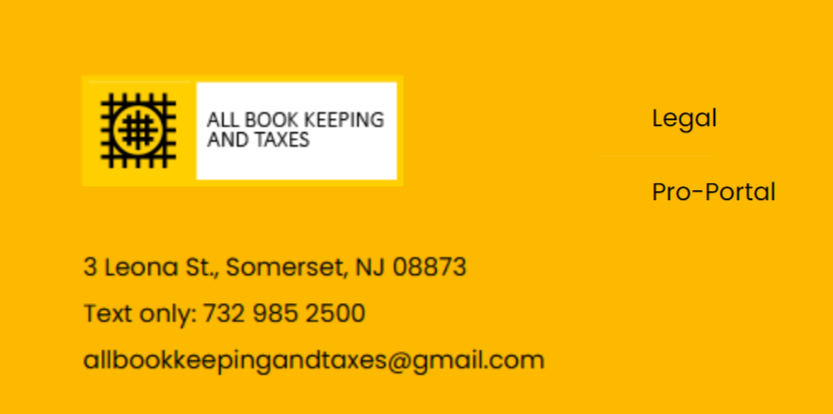 ALL BOOK KEEPING
AND TAXES
Legal
Pro-Portal
3 Leona St., Somerset, NJ 08873
Text only: 732 985 2500
allbookkeepingandtaxes@gmail.com